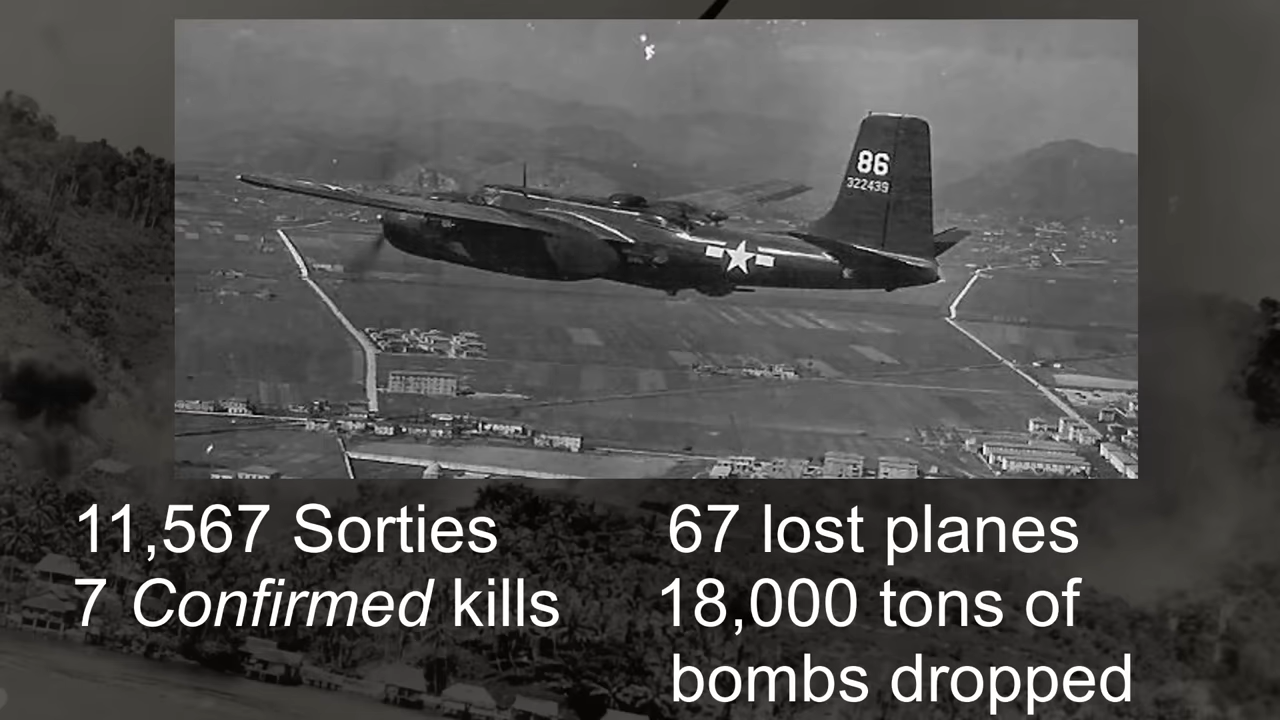 86
322439
11,567 Sorties
7 Confirmed kills
67 lost planes
18,000 tons of
bombs dropped